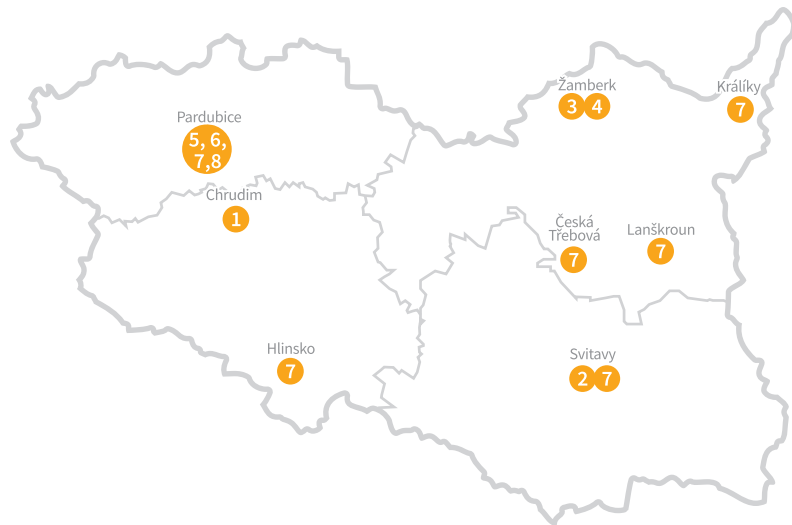 Žamberk
3 4
Králíky
7
Pardubice
5, 6,
7,8
Chrudim
1
Česká
Třebová
7
Lanškroun
7
Hlinsko
7
Svitavy
2 7